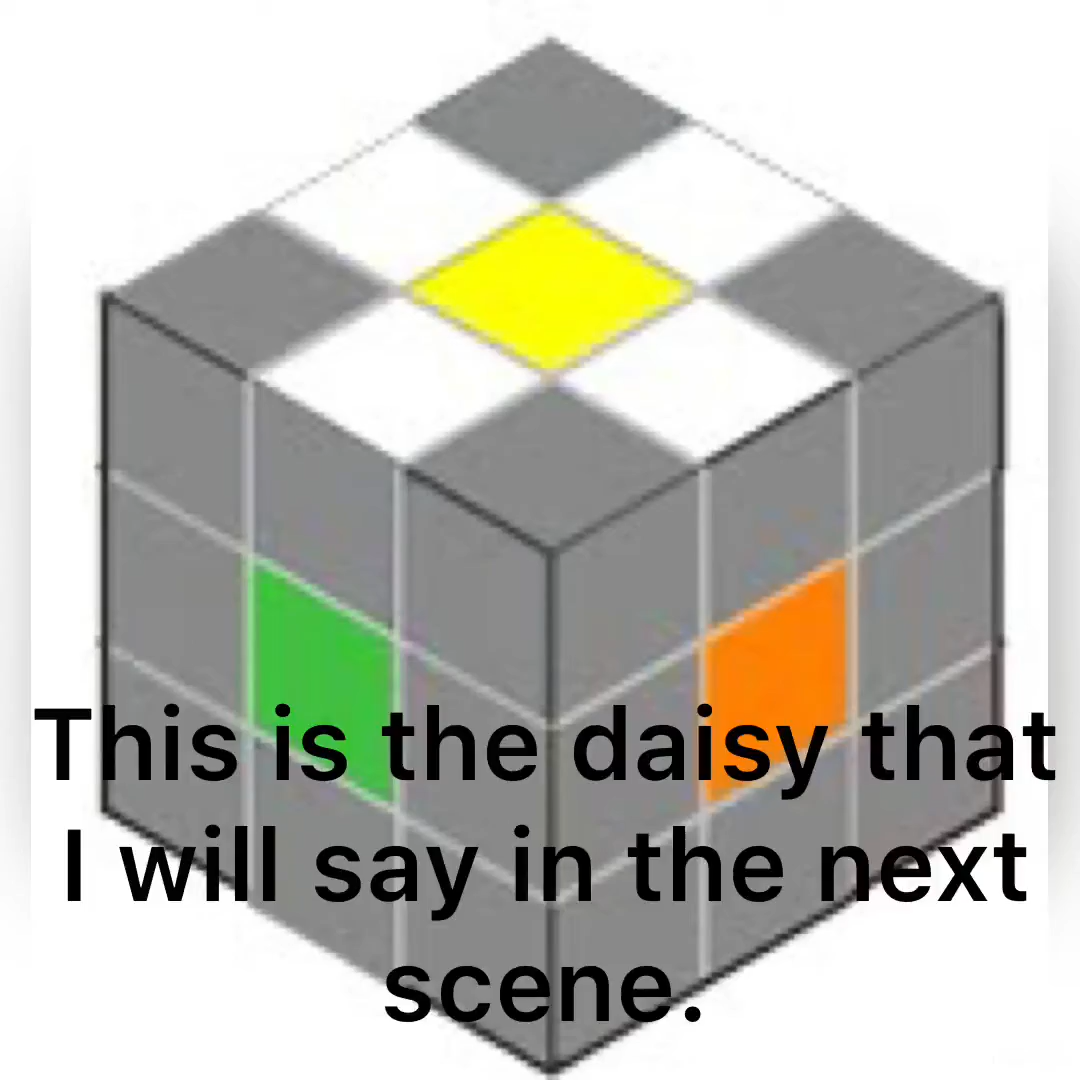 This is the daisy that
I will say in the next
scene.